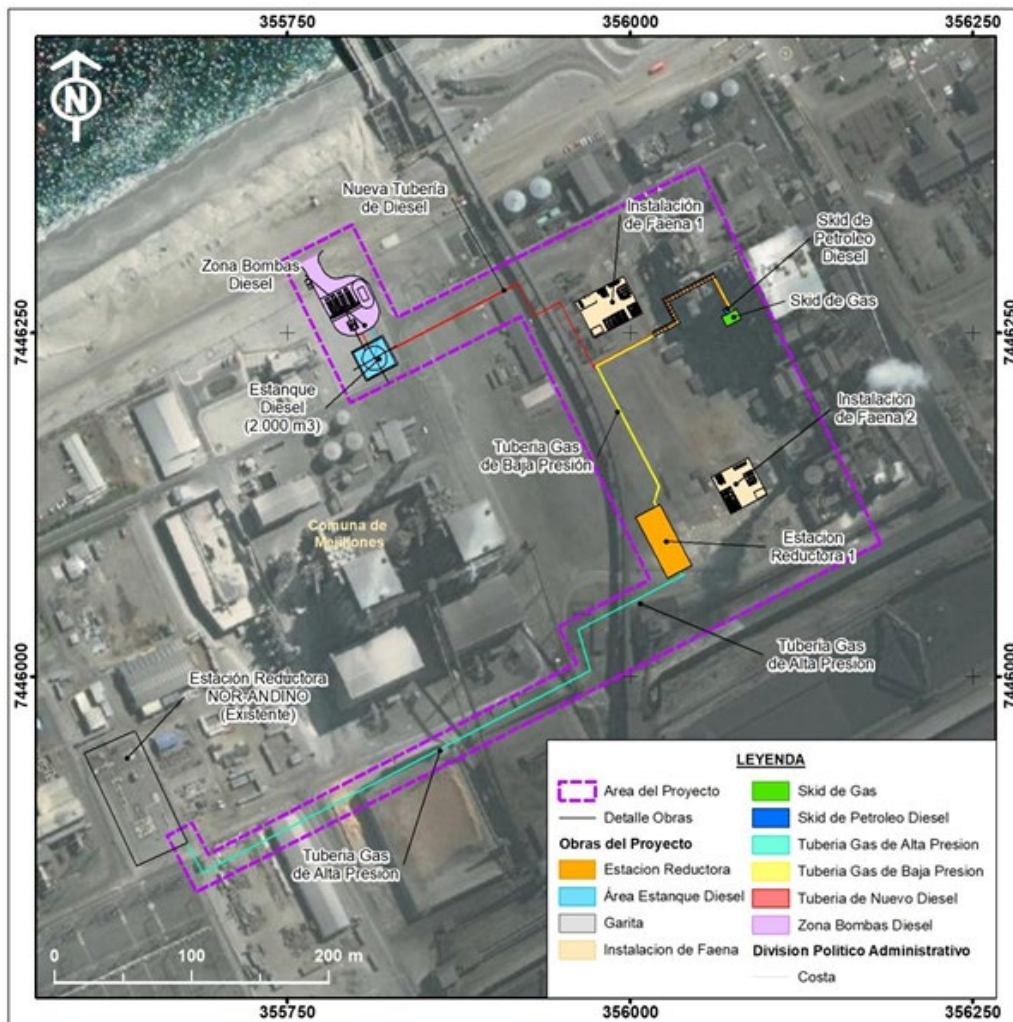 355750
356000
356250
N
Nueva Tubería
de Diesel
Instalación
de Faena 1
Skid de
Petroleo
Diesel
Zona Bombas
Diesel
Skid de Gas
7446250
7446250
Estanque
Diesel
(2.000 m3)
Instalación
de Faena 2
Tuberia Gas
de Baja Presión
Comuna de
Mejillones
Estacion
Reductora 1
Tuberia Gas
de Alta Presion
7446000
7446000
Estación Reductora
NOR-ANDINO
(Existente)
Tuberia Gas
de Alta Presion
0 100 200 m
LEYENDA
Area del Proyecto
Detalle Obras
Obras del Proyecto
Estacion Reductora
Área Estanque Diesel
Garita
Instalacion de Faena
Skid de Gas
Skid de Petroleo Diesel
Tuberia Gas de Alta Presion
Tuberia Gas de Baja Presion
Tuberia de Nuevo Diesel
Zona Bombas Diesel
Division Politico Administrativo
Costa
355750
356000
356250